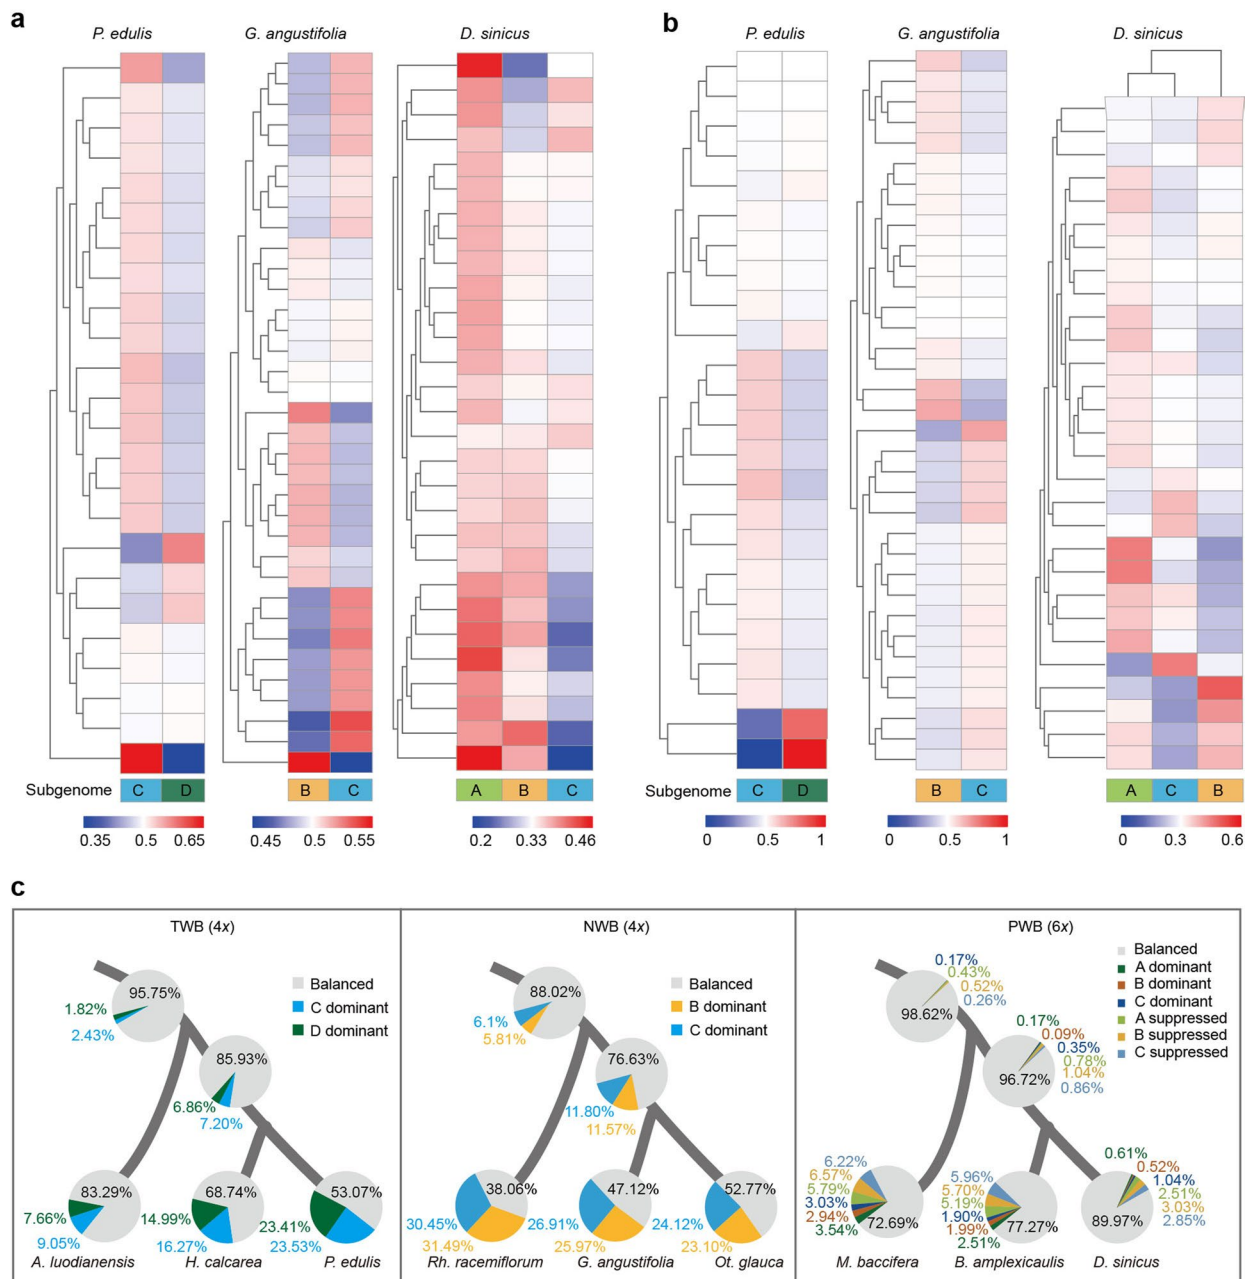 a
P. edulis
G. angustifolia
D. sinicus
Subgenome
C
D
B
C
A
B
C
0.35
0.5
0.65
0.45
0.5
0.55
0.2
0.33
0.46
b
P. edulis
G. angustifolia
D. sinicus
Subgenome
C
D
B
C
A
C
B
0
0.5
1
0
0.5
1
0
0.3
0.6
c
TWB (4x)
95.75%
1.82%
2.43%
Balanced
C dominant
D dominant
85.93%
6.86%
7.20%
83.29%
7.66%
9.05%
68.74%
14.99%
16.27%
53.07%
23.41%
23.53%
A. luodianensis
H. calcarea
P. edulis
NWB (4x)
88.02%
6.1%
5.81%
Balanced
B dominant
C dominant
76.63%
11.80%
11.57%
38.06%
30.45%
31.49%
47.12%
26.91%
25.97%
52.77%
24.12%
23.10%
Rh. racemiflorum
G. angustifolia
Ot. glauca
PWB (6x)
0.17%
0.43%
0.52%
0.26%
98.62%
Balanced
A dominant
B dominant
C dominant
A suppressed
B suppressed
C suppressed
0.17%
0.09%
0.35%
0.78%
1.04%
0.86%
96.72%
6.22%
6.57%
5.79%
3.03%
2.94%
3.54%
72.69%
5.96%
5.70%
5.19%
1.90%
1.99%
2.51%
77.27%
0.61%
0.52%
1.04%
2.51%
3.03%
2.85%
89.97%
M. baccifera
B. amplexicaulis
D. sinicus